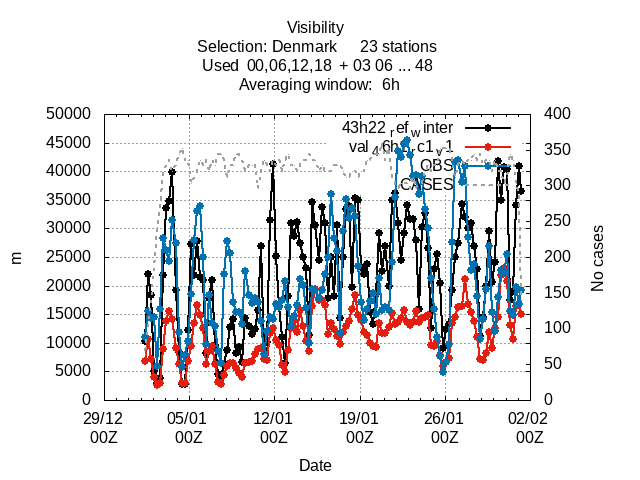 Visibility
Selection: Denmark 23 stations
Used 00,06,12,18 + 03 06 ... 48
Averaging window: 6h
50000
45000
40000
35000
30000
25000
20000
15000
10000
5000
0
400
350
300
250
200
150
100
50
0
43h22_ref_winter
OBS
CASES
m
No cases
29/12 00Z
05/01 00Z
12/01 00Z
19/01 00Z
26/01 00Z
02/02 00Z
Date